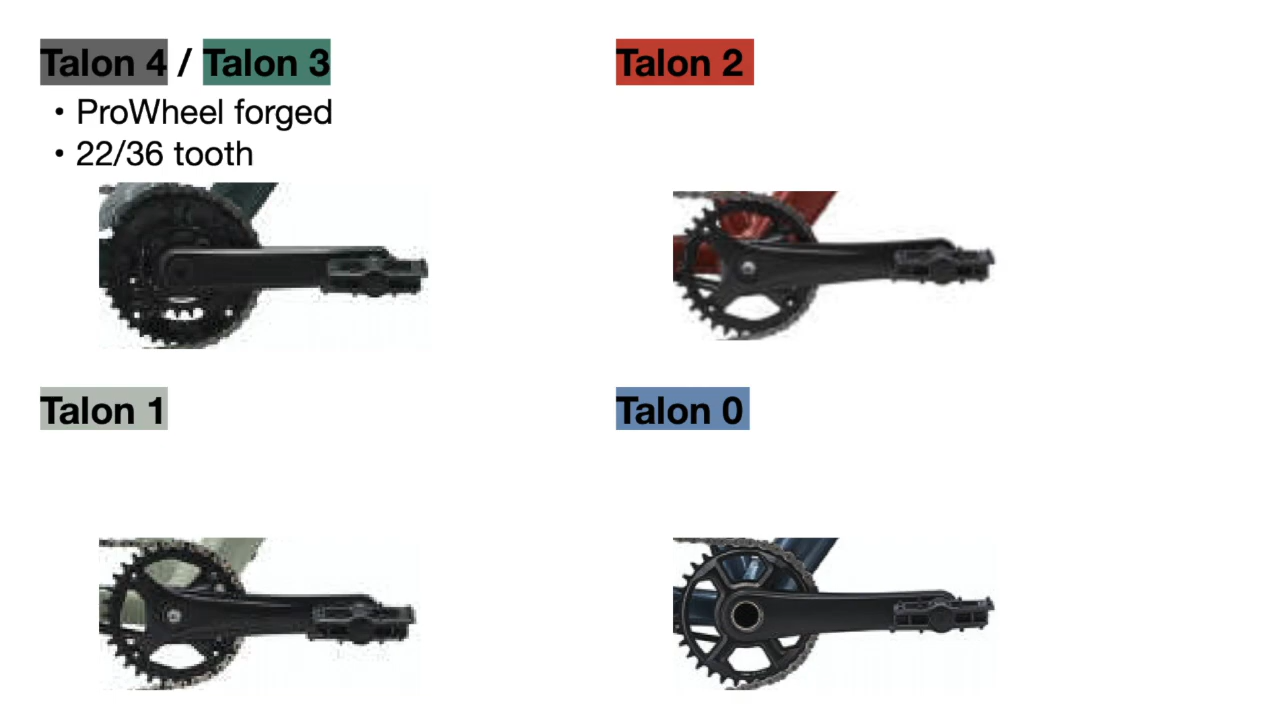 Talon 4 / Talon 3
• ProWheel forged
• 22/36 tooth
Talon 2
Talon 1
Talon 0